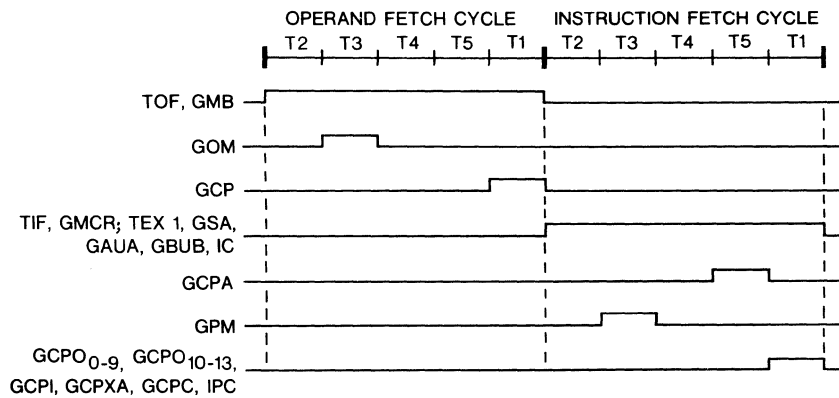 OPERAND FETCH CYCLE INSTRUCTION FETCH CYCLE
T2 T3 T4 T5 T1 T2 T3 T4 T5 T1
TOF, GMB
GOM
GCP
TIF, GMCR; TEX 1, GSA,
GAUA, GBUB, IC
GCPA
GPM
GCPO0-9, GCPO10-13,
GCPI, GCPXA, GCPC, IPC